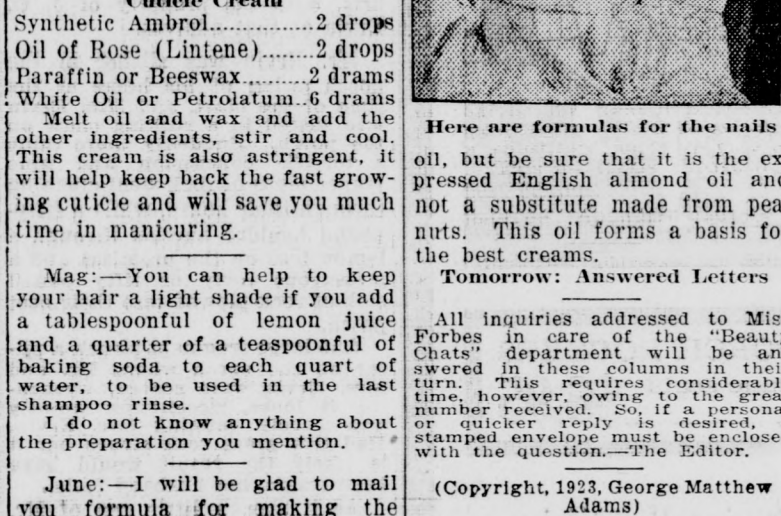 Cuticle Cream
Synthetic Ambrol............2 drops
Oil of Rose (Lintene).......2 drops
Paraffin or Beeswax.........2 drams
White Oil or Petrolatum..6 drams
Melt oil and wax and add the
other ingredients, stir and cool.
This cream is also astringent, it
will help keep back the fast grow-
ing cuticle and will save you much
time in manicuring.
Mag:—You can help to keep
your hair a light shade if you add
a tablespoonful of lemon juice
and a quarter of a teaspoonful of
baking soda to each quart of
water, to be used in the last
shampoo rinse.
I do not know anything about
the preparation you mention.
June:—I will be glad to mail
you formula for making the
Here are formulas for the nails
oil, but be sure that it is the ex
pressed English almond oil an
not a substitute made from pea
nuts. This oil forms a basis fo
the best creams.
Tomorrow: Answered Letters
All inquiries addressed to Mis
Forbes in care of the "Beaut
Chats" department will be an
swered in these columns in thei
turn. This requires considerabl
time, however, owing to the grea
number received. So, if a persona
or quicker reply is desired,
stamped envelope must be enclose
with the question.—The Editor.
(Copyright, 1923, George Matthew
Adams)